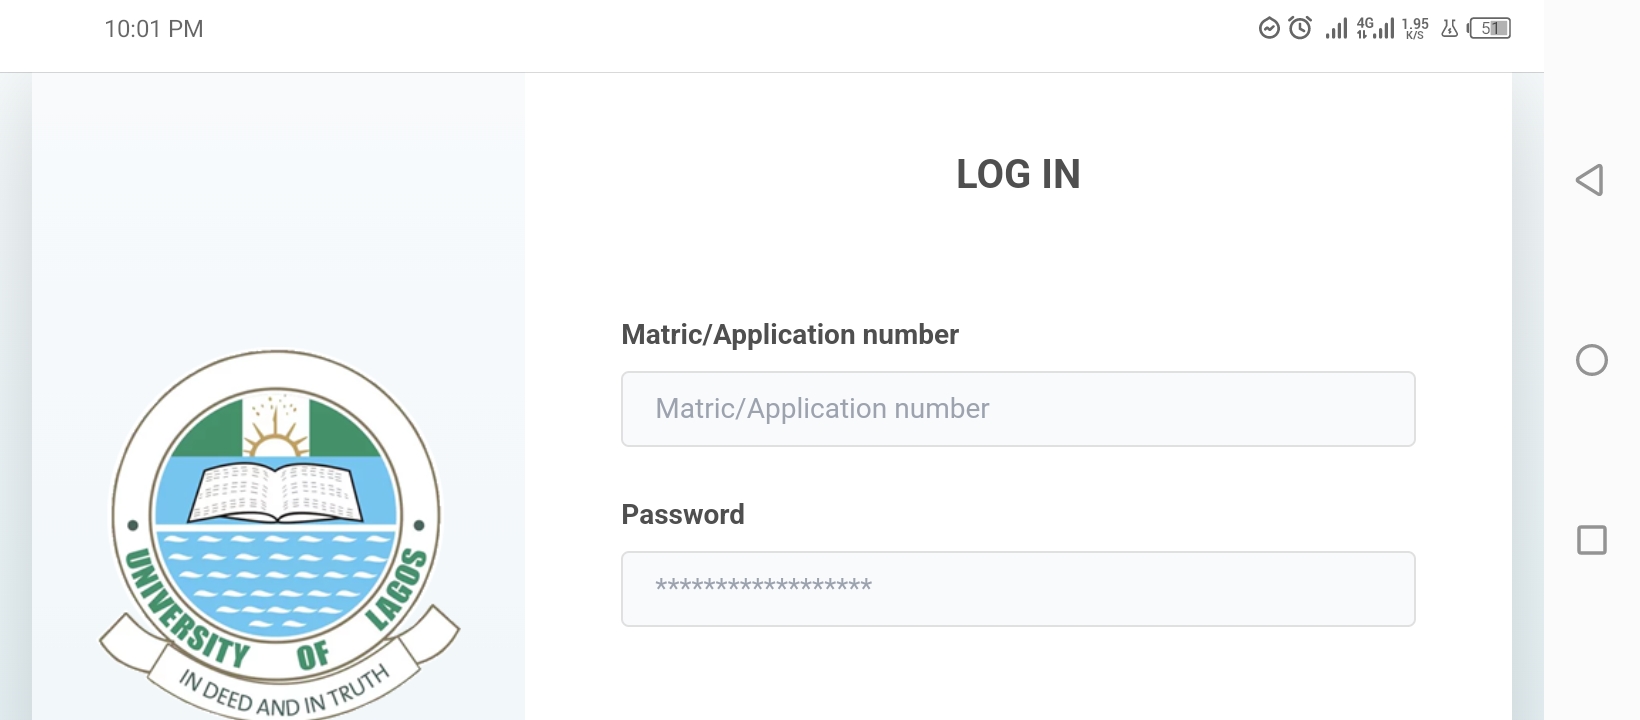 10:01 PM
4G
1.95
K/S
51
LOG IN
Matric/Application number
Matric/Application number
Password
******************
UNIVERSITY OF LAGOS
IN DEED AND IN TRUTH